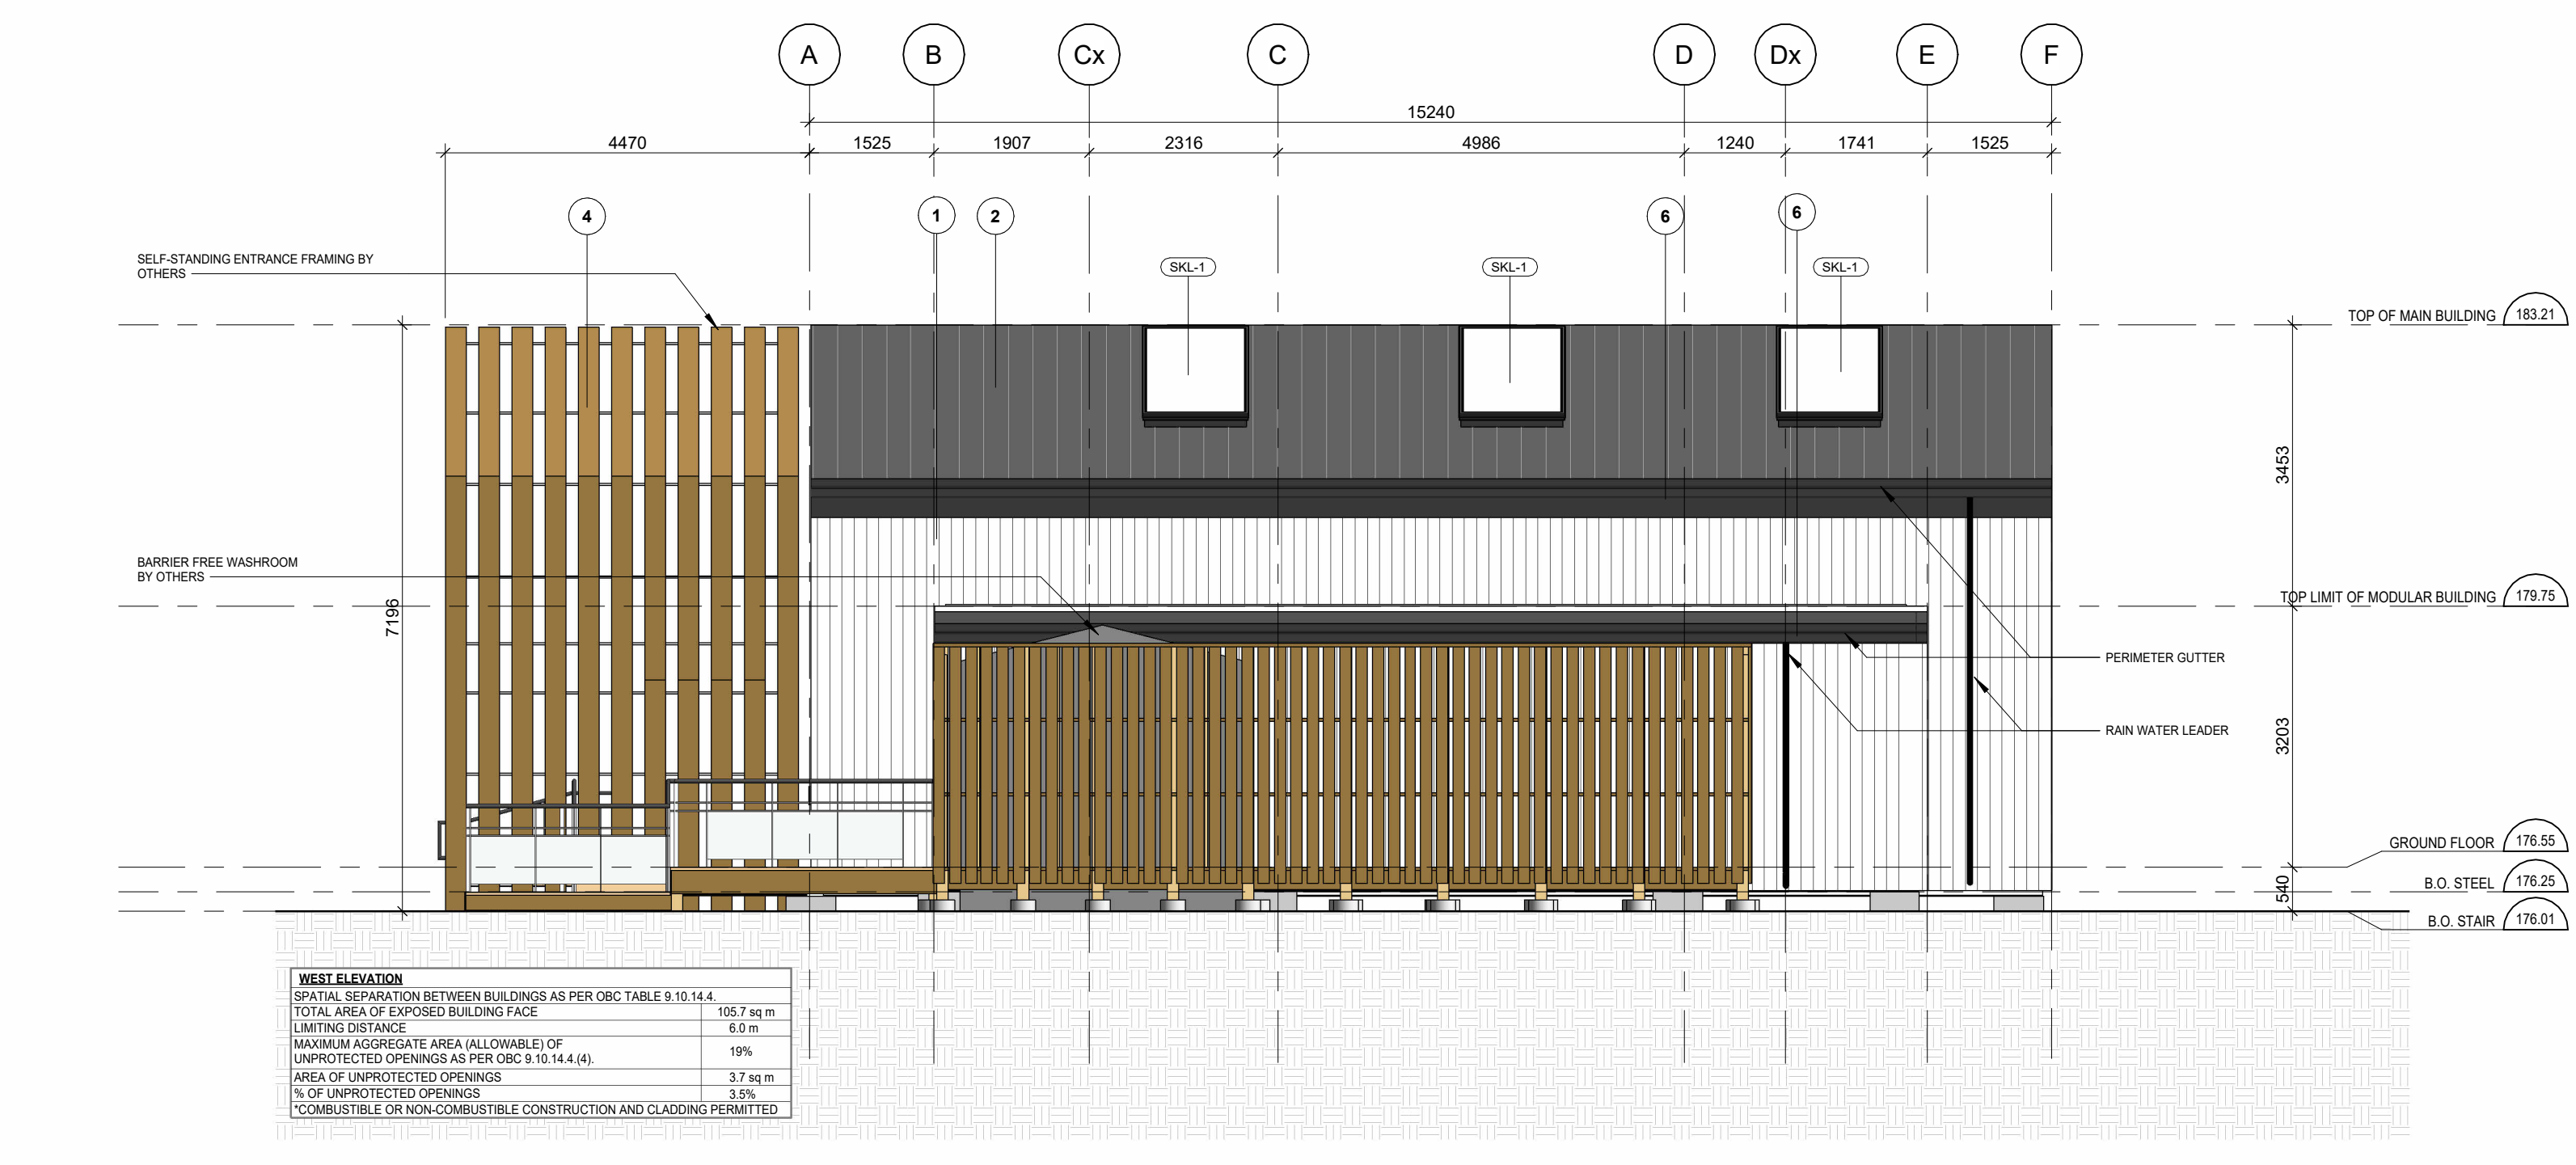 A B Cx C D Dx E F
15240
4470 1525 1907 2316 4986 1240 1741 1525
4 1 2 6 6
SELF-STANDING ENTRANCE FRAMING BY
OTHERS
SKL-1 SKL-1 SKL-1
TOP OF MAIN BUILDING 183.21
3453
BARRIER FREE WASHROOM
BY OTHERS
7196
TOP LIMIT OF MODULAR BUILDING 179.75
PERIMETER GUTTER
RAIN WATER LEADER
3203
GROUND FLOOR 176.55
B.O. STEEL 176.25
540
B.O. STAIR 176.01
WEST ELEVATION
SPATIAL SEPARATION BETWEEN BUILDINGS AS PER OBC TABLE 9.10.14.4.
TOTAL AREA OF EXPOSED BUILDING FACE 105.7 sq m
LIMITING DISTANCE 6.0 m
MAXIMUM AGGREGATE AREA (ALLOWABLE) OF
UNPROTECTED OPENINGS AS PER OBC 9.10.14.4.(4). 19%
AREA OF UNPROTECTED OPENINGS 3.7 sq m
% OF UNPROTECTED OPENINGS 3.5%
*COMBUSTIBLE OR NON-COMBUSTIBLE CONSTRUCTION AND CLADDING PERMITTED